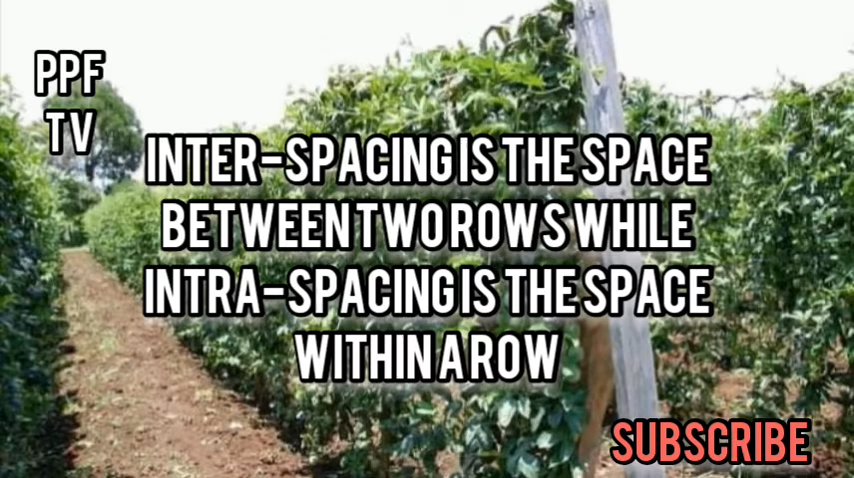 PPF
TV
INTER-SPACING IS THE SPACE
BETWEEN TWO ROWS WHILE
INTRA-SPACING IS THE SPACE
WITHIN A ROW
SUBSCRIBE